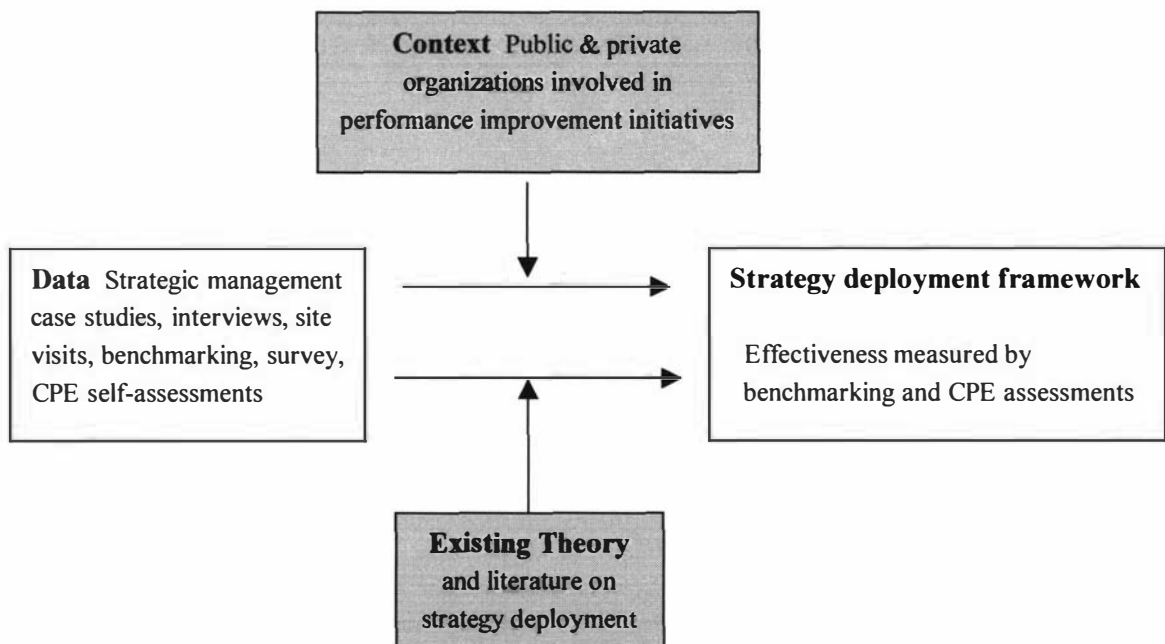 Context Public & private
organizations involved in
performance improvement initiatives
Data Strategic management
case studies, interviews, site
visits, benchmarking, survey,
CPE self-assessments
Strategy deployment framework
Effectiveness measured by
benchmarking and CPE assessments
Existing Theory
and literature on
strategy deployment